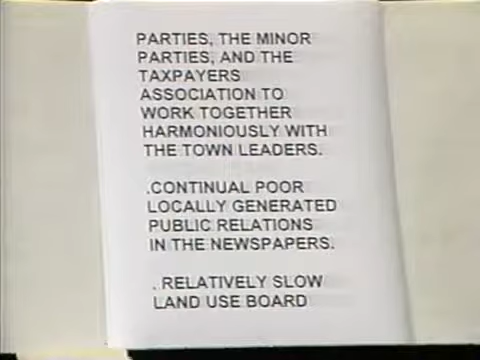 PARTIES, THE MINOR
PARTIES, AND THE
TAXPAYERS
ASSOCIATION TO
WORK TOGETHER
HARMONIOUSLY WITH
THE TOWN LEADERS.
.CONTINUAL POOR
LOCALLY GENERATED
PUBLIC RELATIONS
IN THE NEWSPAPERS.
. RELATIVELY SLOW
LAND USE BOARD